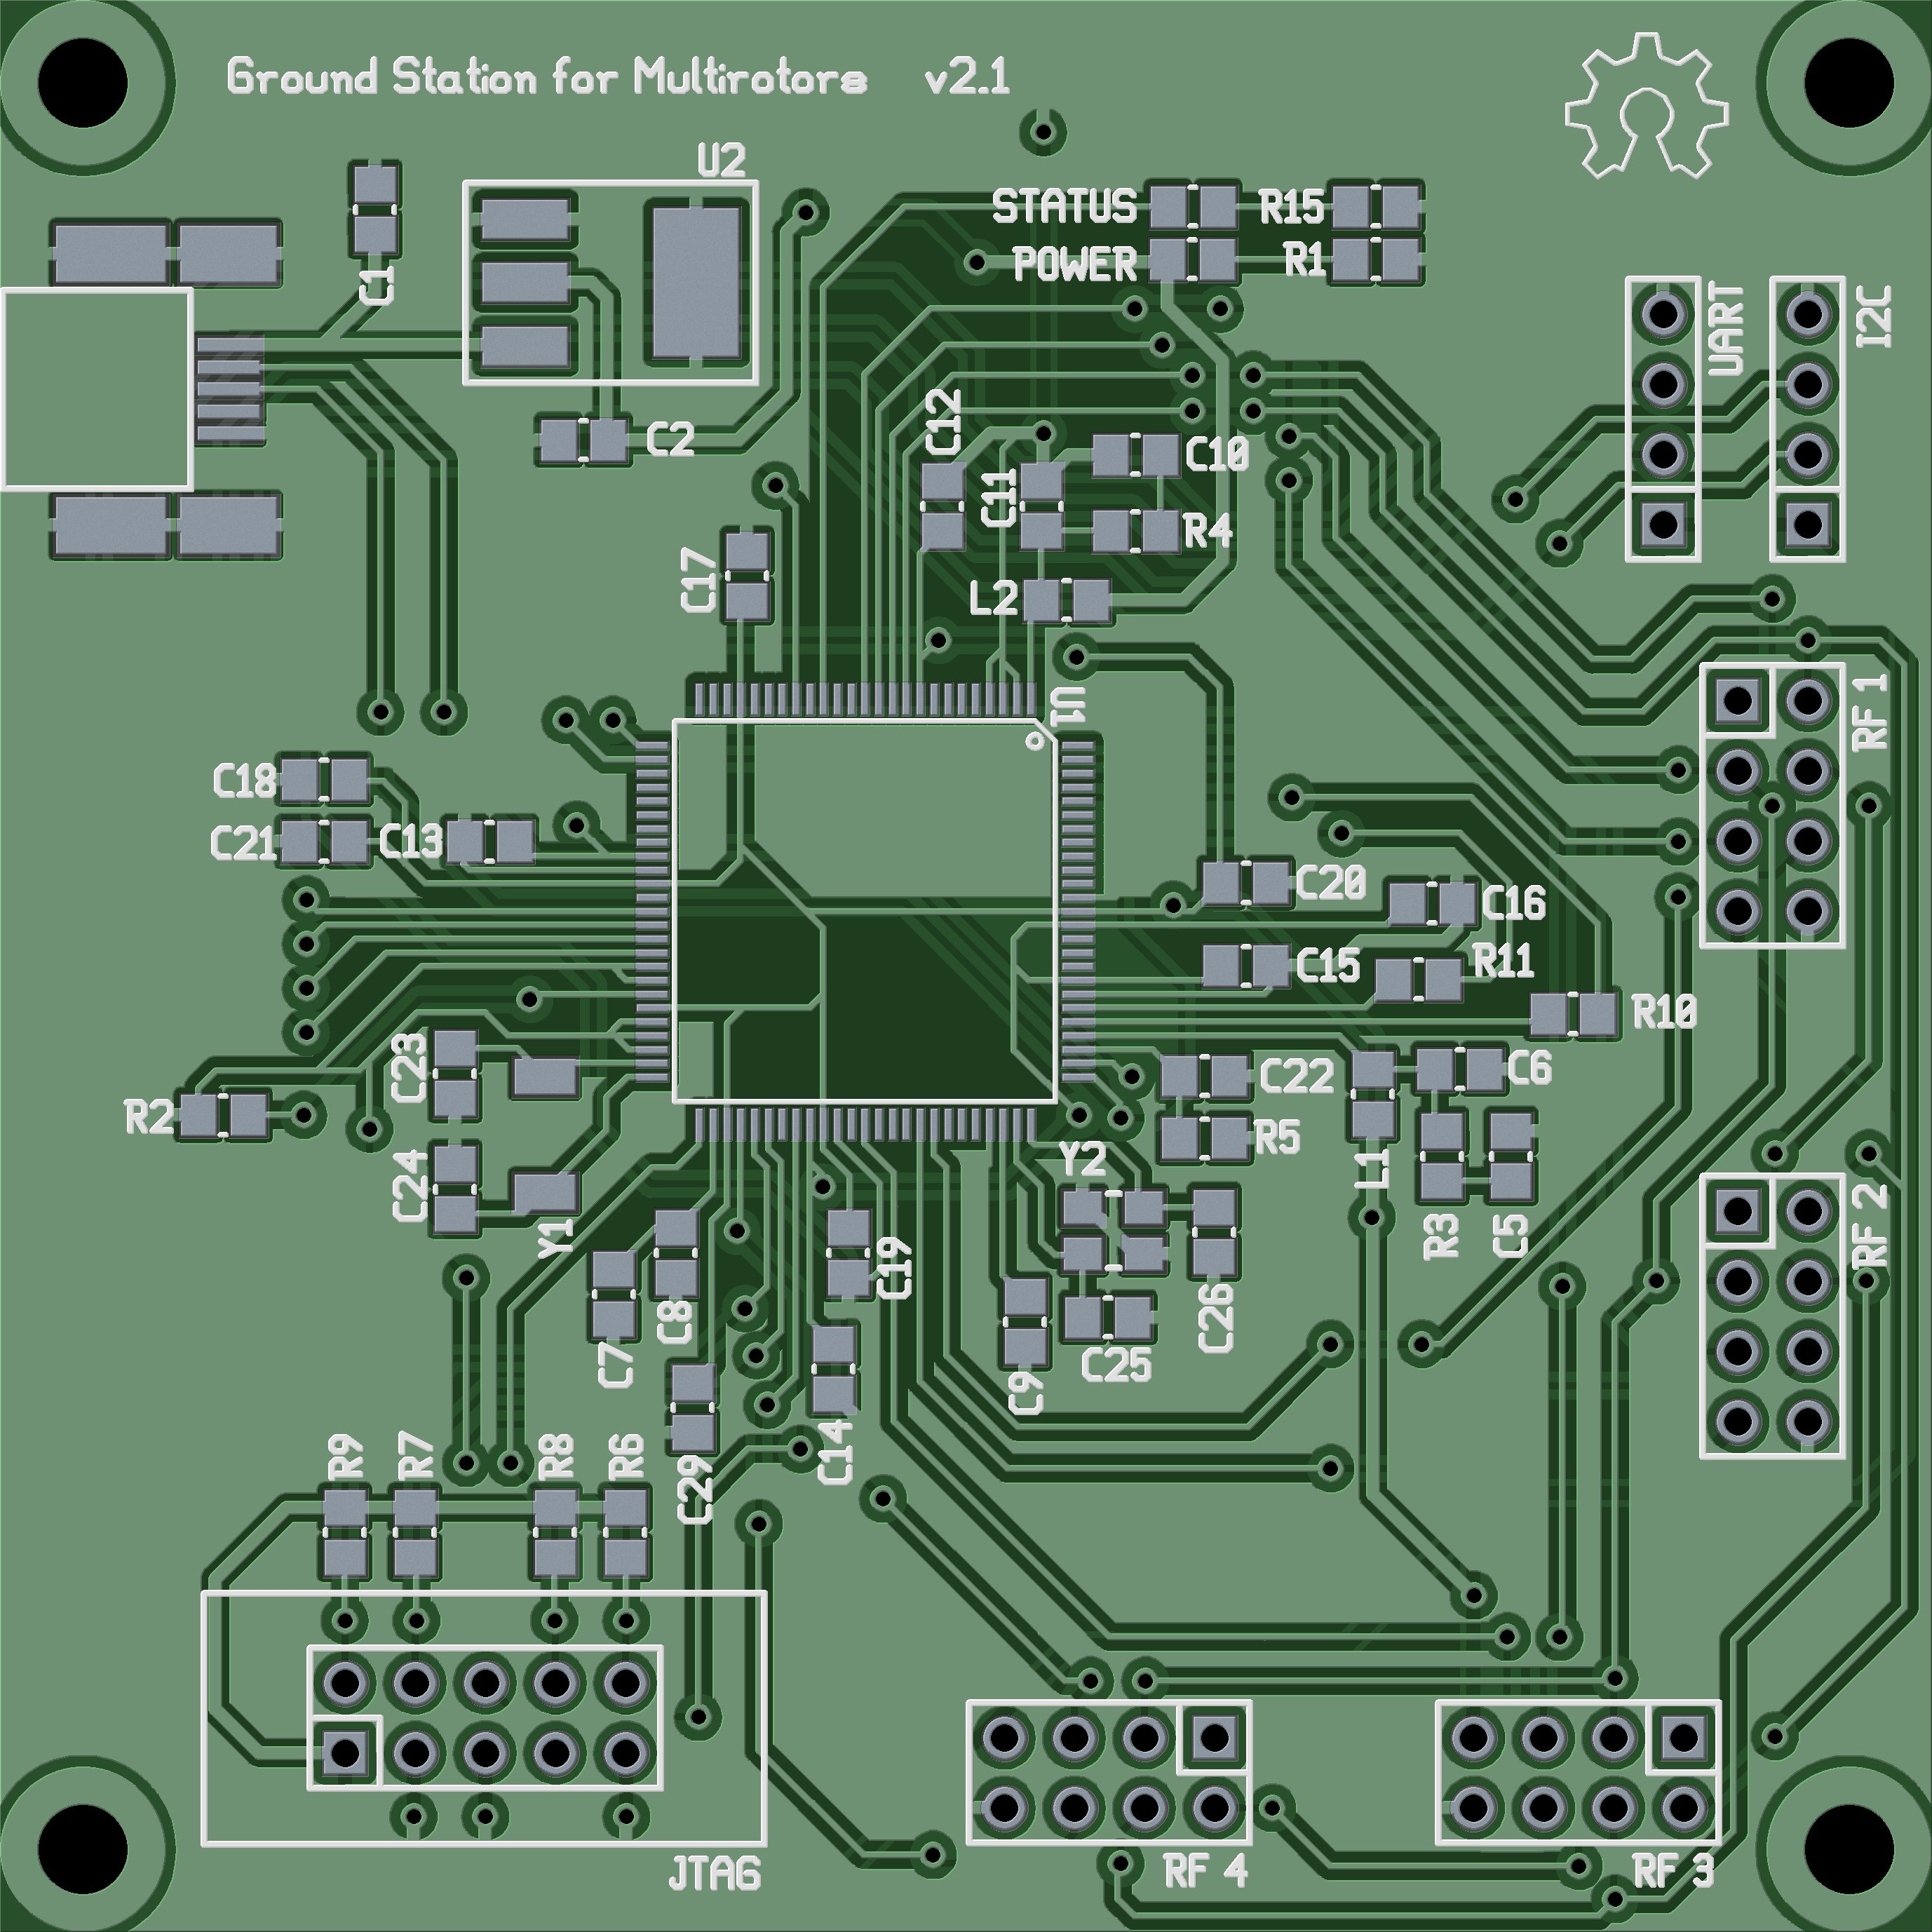 Ground Station for Multirotors v2.1
U2
STATUS
R15
POWER
R1
C1
UART
I2C
C2
C12
C10
C11
R4
C17
L2
U1
RF 1
C18
C21
C13
C20
C16
C15
R11
R10
C23
C22
C6
R2
R5
Y2
C24
L1
Y1
R3
C5
RF 2
C19
C8
C7
C26
C25
C9
C14
R9
R7
R8
R6
C29
JTAG
RF 4
RF 3